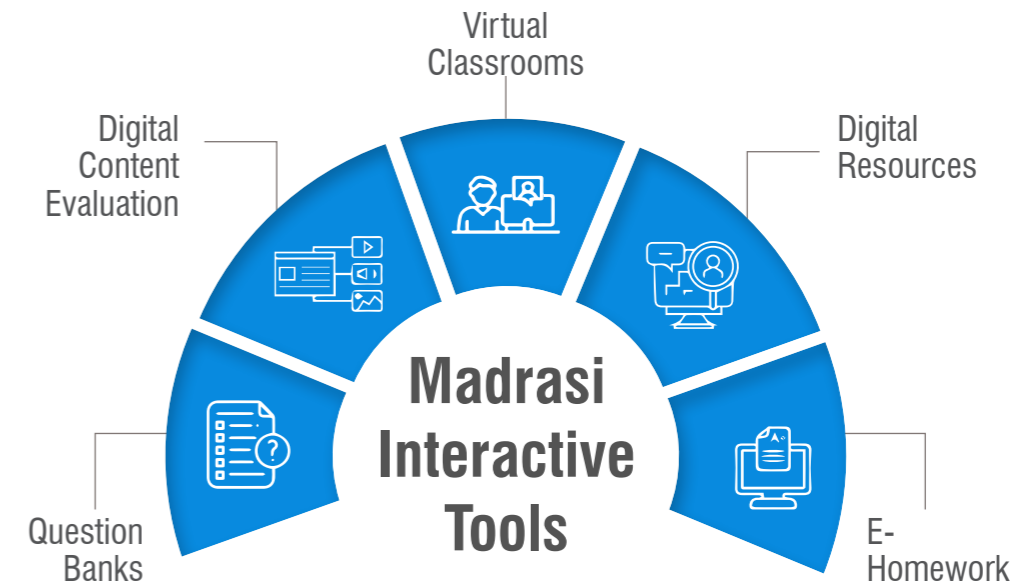 Virtual
Classrooms
Digital
Content
Evaluation
Digital
Resources
Madrasi
Interactive
Tools
Question
Banks
E-
Homework